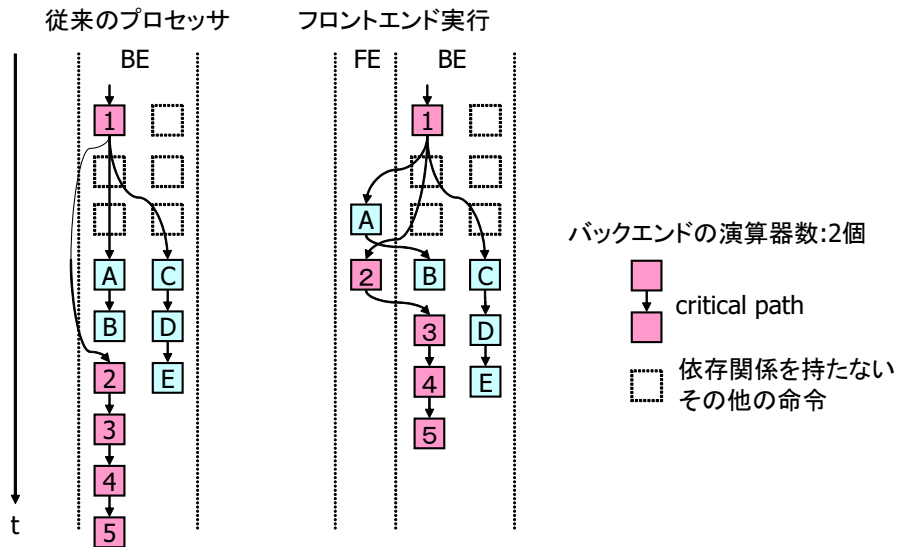 従来のプロセッサ
フロントエンド実行
BE
FE
BE
1
A
C
B
D
2
E
3
4
5
1
A
2
B
C
3
D
4
E
5
t
バックエンドの演算器数:2個
critical path
依存関係を持たない
その他の命令